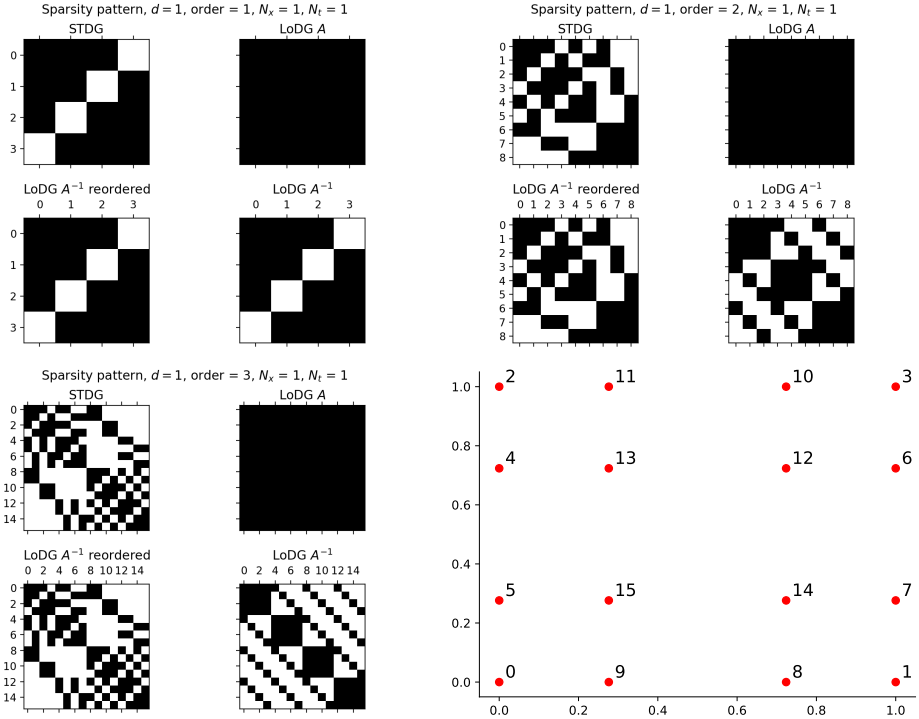 Sparsity pattern, d = 1, order = 1, Nₓ = 1, Nₜ = 1
STDG LoDG A
0
1
2
3
LoDG A⁻¹ reordered LoDG A⁻¹
0 1 2 3 0 1 2 3
0
1
2
3
Sparsity pattern, d = 1, order = 2, Nₓ = 1, Nₜ = 1
STDG LoDG A
0
1
2
3
4
5
6
7
8
LoDG A⁻¹ reordered LoDG A⁻¹
0 1 2 3 4 5 6 7 8 0 1 2 3 4 5 6 7 8
0
1
2
3
4
5
6
7
8
Sparsity pattern, d = 1, order = 3, Nₓ = 1, Nₜ = 1
STDG LoDG A
0
2
4
6
8
10
12
14
LoDG A⁻¹ reordered LoDG A⁻¹
0 2 4 6 8 10 12 14 0 2 4 6 8 10 12 14
0
2
4
6
8
10
12
14
2 11 10 3
1.0
0.8
4 13 12 6
0.6
0.4
5 15 14 7
0.2
0 9 8 1
0.0
0.0 0.2 0.4 0.6 0.8 1.0